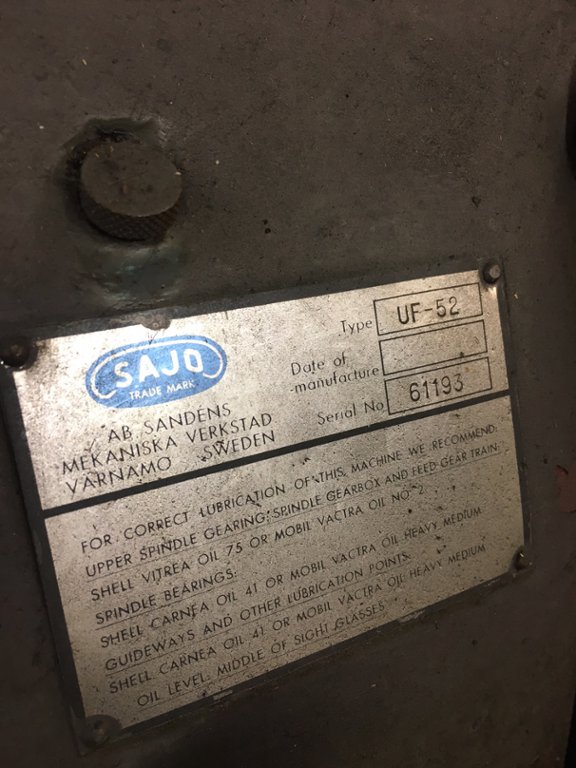 SAJO
TRADE MARK
AB SANDENS
MEKANISKA VERKSTAD
VARNAMO SWEDEN
Type UF-52
Date of
manufacture
Serial No 61193
FOR CORRECT LUBRICATION OF THIS MACHINE WE RECOMMEND:
UPPER SPINDLE GEARING; SPINDLE GEARBOX AND FEED GEAR TRAIN:
SHELL VITREA OIL 75 OR MOBIL VACTRA OIL NO 2
SPINDLE BEARINGS:
SHELL CARNEA OIL 41 OR MOBIL VACTRA OIL HEAVY MEDIUM
GUIDEWAYS AND OTHER LUBRICATION POINTS.
SHELL CARNEA OIL 41 OR MOBIL VACTRA OIL HEAVY MEDIUM
OIL LEVEL: MIDDLE OF SIGHT GLASSES